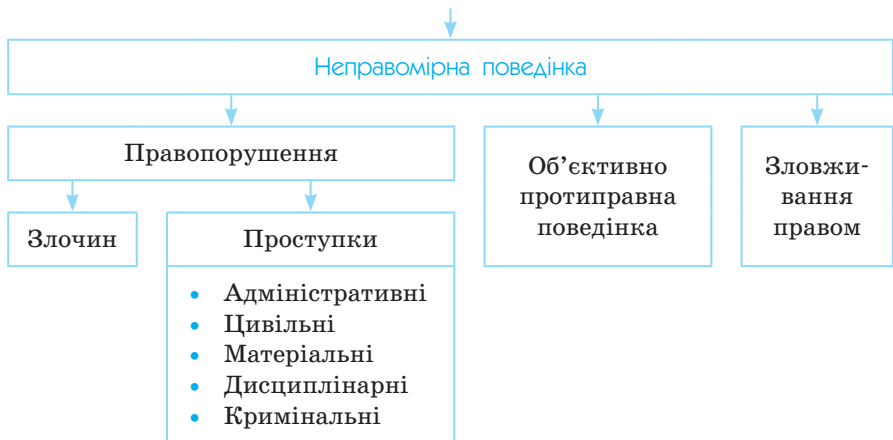 Неправомірна поведінка
Правопорушення
Злочин
Проступки
• Адміністративні
• Цивільні
• Матеріальні
• Дисциплінарні
• Кримінальні
Об’єктивно
протиправна
поведінка
Зловжи-
вання
правом